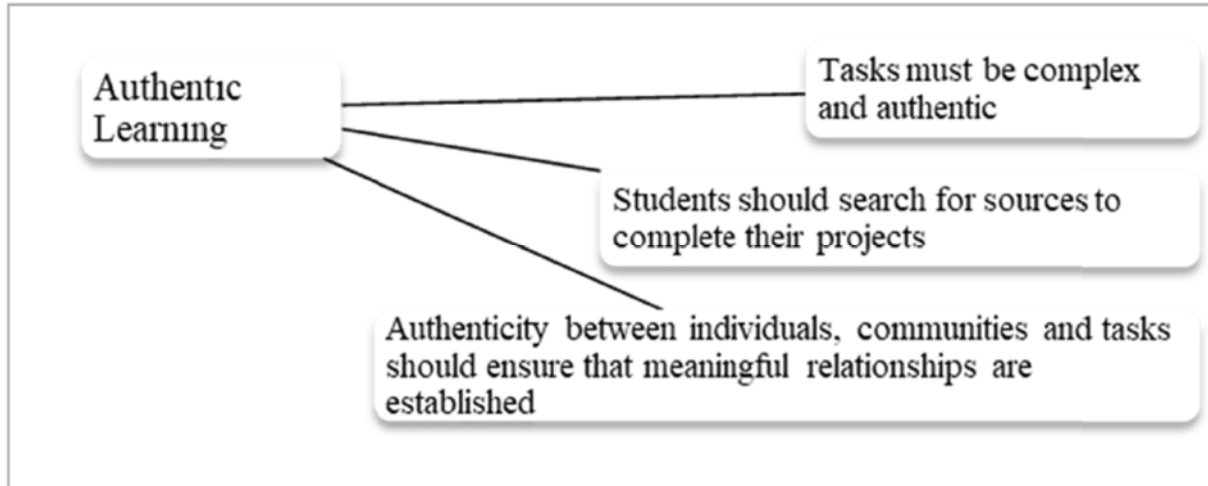 Authentic
Learning
Tasks must be complex
and authentic
Students should search for sources to
complete their projects
Authenticity between individuals, communities and tasks
should ensure that meaningful relationships are
established